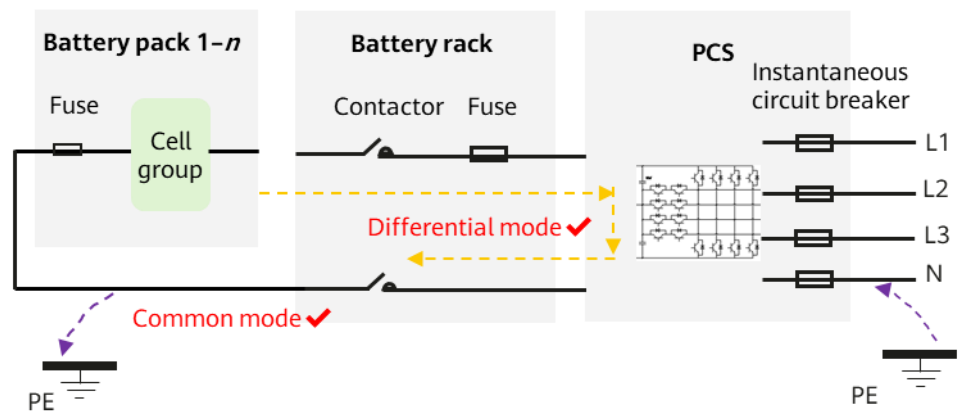 Battery pack 1–n
Battery rack
PCS
Instantaneous
circuit breaker
Fuse
Contactor
Fuse
Cell
group
L1
L2
Differential mode
L3
N
Common mode
PE
PE